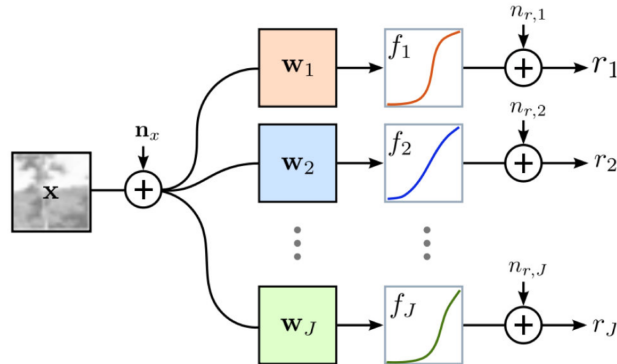 n_{r,1}
w_1 f_1 r_1
n_{r,2}
n_x
x w_2 f_2 r_2
n_{r,J}
w_J f_J r_J